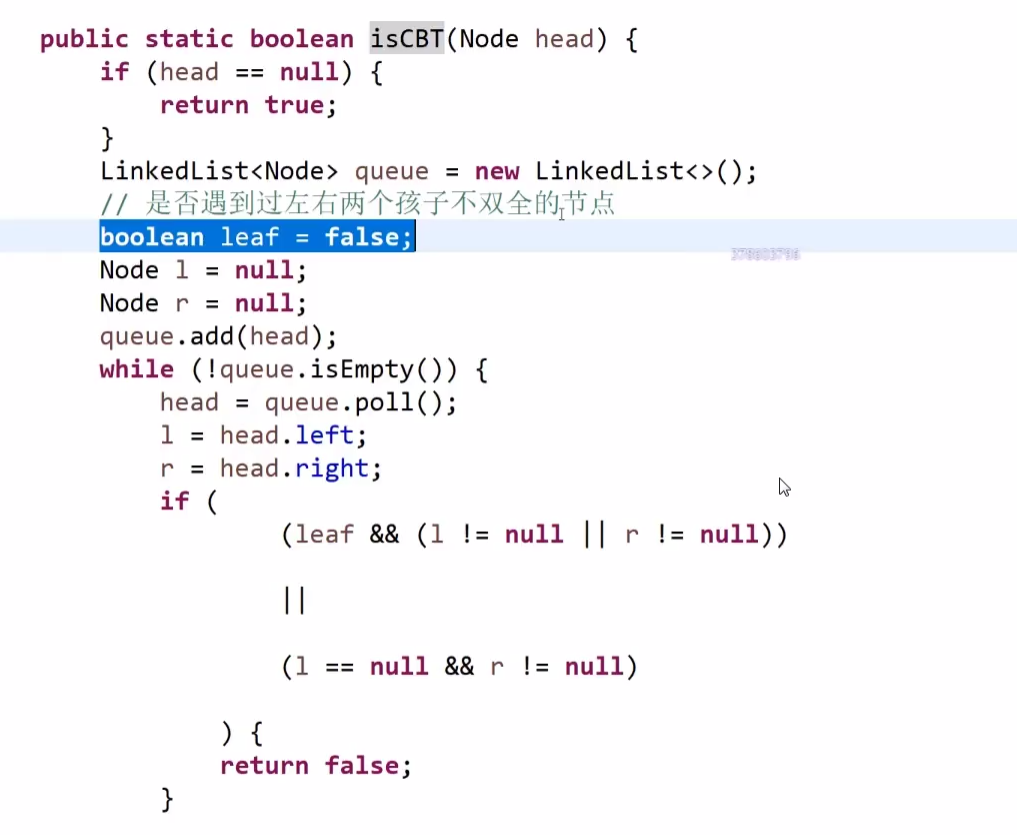 public static boolean isCBT(Node head) {
if (head == null) {
return true;
}
LinkedList<Node> queue = new LinkedList<>();
// 是否遇到过左右两个孩子不双全的节点
boolean leaf = false;
Node l = null;
Node r = null;
queue.add(head);
while (!queue.isEmpty()) {
head = queue.poll();
l = head.left;
r = head.right;
if (
(leaf && (l != null || r != null))
||
(l == null && r != null)
) {
return false;
}